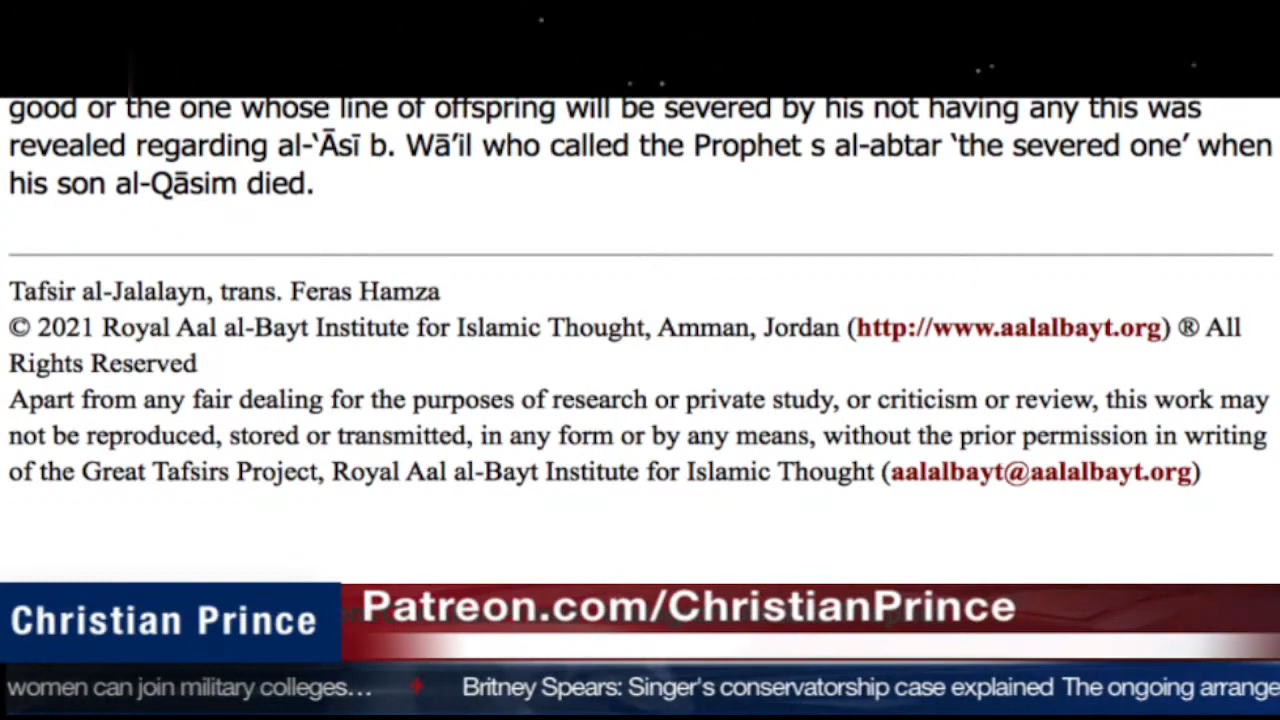 good or the one whose line of offspring will be severed by his not having any this was
revealed regarding al-‘Āsī b. Wā’il who called the Prophet s al-abtar ‘the severed one’ when
his son al-Qāsim died.
Tafsir al-Jalalayn, trans. Feras Hamza
© 2021 Royal Aal al-Bayt Institute for Islamic Thought, Amman, Jordan (http://www.aalalbayt.org) ® All
Rights Reserved
Apart from any fair dealing for the purposes of research or private study, or criticism or review, this work may
not be reproduced, stored or transmitted, in any form or by any means, without the prior permission in writing
of the Great Tafsirs Project, Royal Aal al-Bayt Institute for Islamic Thought (aalalbayt@aalalbayt.org)
Christian Prince
Patreon.com/ChristianPrince
women can join military colleges... Britney Spears: Singer's conservatorship case explained The ongoing arrange